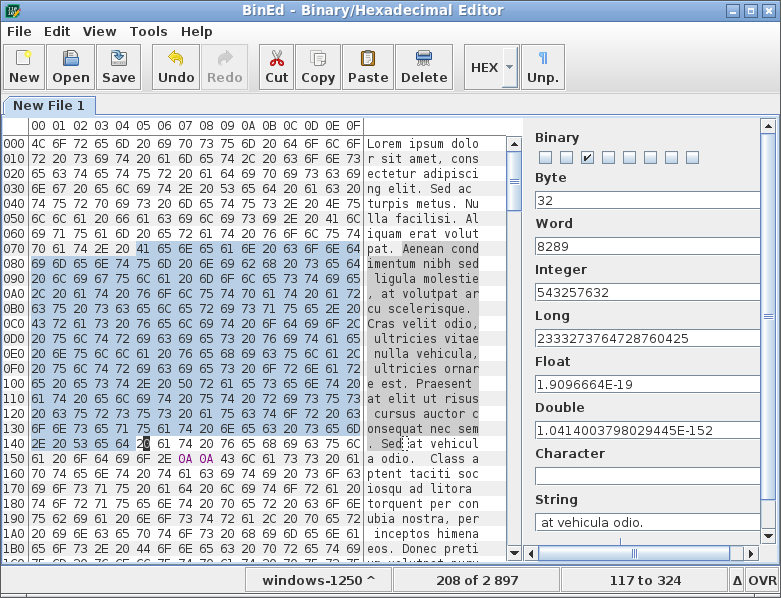 BinEd - Binary/Hexadecimal Editor
File Edit View Tools Help
New Open Save Undo Redo Cut Copy Paste Delete HEX ¶ Unp.
New File 1
00 01 02 03 04 05 06 07 08 09 0A 0B 0C 0D 0E 0F
000 4C 6F 72 65 6D 20 69 70 73 75 6D 20 64 6F 6C 6F Lorem ipsum dolo
010 72 20 73 69 74 20 61 6D 65 74 2C 20 63 6F 6E 73 r sit amet, cons
020 65 63 74 65 74 75 72 20 61 64 69 70 69 73 63 69 ectetur adipisci
030 6E 67 20 65 6C 69 74 2E 20 53 65 64 20 61 63 20 ng elit. Sed ac
040 74 75 72 70 69 73 20 6D 65 74 75 73 2E 20 4E 75 turpis metus. Nu
050 6C 6C 61 20 66 61 63 69 6C 69 73 69 2E 20 41 6C lla facilisi. Al
060 69 71 75 61 6D 20 65 72 61 74 20 76 6F 6C 75 74 iquam erat volut
070 70 61 74 2E 20 41 65 6E 65 61 6E 20 63 6F 6E 64 pat. Aenean cond
080 69 6D 65 6E 74 75 6D 20 6E 69 62 68 20 73 65 64 imentum nibh sed
090 20 6C 69 67 75 6C 61 20 6D 6F 6C 65 73 74 69 65 ligula molestie
0A0 2C 20 61 74 20 76 6F 6C 75 74 70 61 74 20 61 72 , at volutpat ar
0B0 63 75 20 73 63 65 6C 65 72 69 73 71 75 65 2E 20 cu scelerisque.
0C0 43 72 61 73 20 76 65 6C 69 74 20 6F 64 69 6F 2C Cras velit odio,
0D0 20 75 6C 74 72 69 63 69 65 73 20 76 69 74 61 65 ultricies vitae
0E0 20 6E 75 6C 6C 61 20 76 65 68 69 63 75 6C 61 2C nulla vehicula,
0F0 20 75 6C 74 72 69 63 69 65 73 20 6F 72 6E 61 72 ultricies ornar
100 65 20 65 73 74 2E 20 50 72 61 65 73 65 6E 74 20 e est. Praesent
110 61 74 20 65 6C 69 74 20 75 74 20 72 69 73 75 73 at elit ut risus
120 20 63 75 72 73 75 73 20 61 75 63 74 6F 72 20 63 cursus auctor c
130 6F 6E 73 65 71 75 61 74 20 6E 65 63 20 73 65 6D onsequat nec sem
140 2E 20 53 65 64 20 61 74 20 76 65 68 69 63 75 6C . Sed at vehicul
150 61 20 6F 64 69 6F 2E 0A 0A 43 6C 61 73 73 20 61 a odio. Class a
160 70 74 65 6E 74 20 74 61 63 69 74 69 20 73 6F 63 ptent taciti soc
170 69 6F 73 71 75 20 61 64 20 6C 69 74 6F 72 61 20 iosqu ad litora
180 74 6F 72 71 75 65 6E 74 20 70 65 72 20 63 6F 6E torquent per con
190 75 62 69 61 20 6E 6F 73 74 72 61 2C 20 70 65 72 ubia nostra, per
1A0 20 69 6E 63 65 70 74 6F 73 20 68 69 6D 65 6E 61 inceptos himena
1B0 65 6F 73 2E 20 44 6F 6E 65 63 20 70 72 65 74 69 eos. Donec preti
Binary
Byte
32
Word
8289
Integer
543257632
Long
2333273764728760425
Float
1.9096664E-19
Double
1.0414003798029445E-152
Character
String
at vehicula odio.
windows-1250 ^ 208 of 2 897 117 to 324 Δ OVR